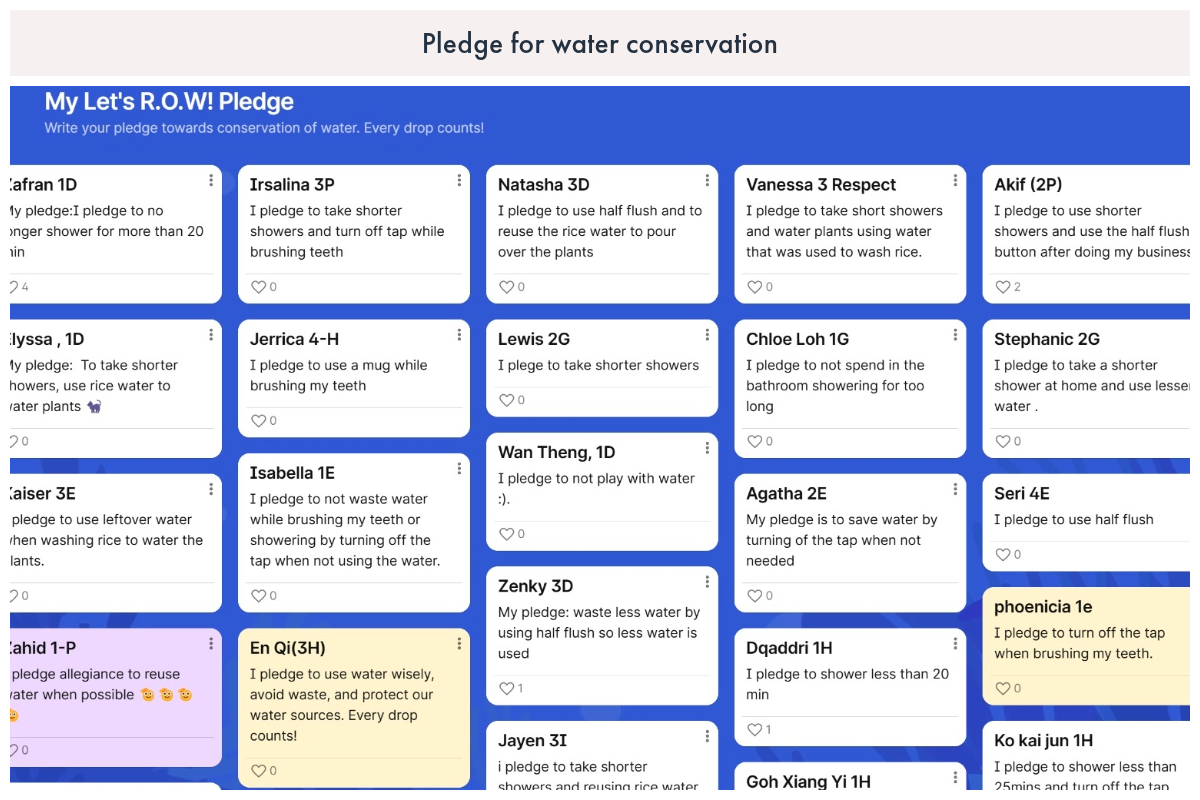 Pledge for water conservation
My Let's R.O.W! Pledge
Write your pledge towards conservation of water. Every drop counts!
afran 1D
My pledge:I pledge to no
onger shower for more than 20
min
4
lyssa , 1D
My pledge:  To take shorter
howers, use rice water to
water plants 🐈‍⬛
0
Kaiser 3E
pledge to use leftover water
when washing rice to water the
lants.
0
ahid 1-P
pledge allegiance to reuse
water when possible 🫡 🫡 🫡
🫡
0
Irsalina 3P
I pledge to take shorter
showers and turn off tap while
brushing teeth
0
Jerrica 4-H
I pledge to use a mug while
brushing my teeth
0
Isabella 1E
I pledge to not waste water
while brushing my teeth or
showering by turning off the
tap when not using the water.
0
En Qi(3H)
I pledge to use water wisely,
avoid waste, and protect our
water sources. Every drop
counts!
0
Natasha 3D
I pledge to use half flush and to
reuse the rice water to pour
over the plants
0
Lewis 2G
I plege to take shorter showers
0
Wan Theng, 1D
I pledge to not play with water
:).
0
Zenky 3D
My pledge: waste less water by
using half flush so less water is
used
1
Jayen 3I
i pledge to take shorter
showers and reusing rice water
Vanessa 3 Respect
I pledge to take short showers
and water plants using water
that was used to wash rice.
0
Chloe Loh 1G
I pledge to not spend in the
bathroom showering for too
long
0
Agatha 2E
My pledge is to save water by
turning of the tap when not
needed
0
Dqaddri 1H
I pledge to shower less than 20
min
1
Goh Xiang Yi 1H
Akif (2P)
I pledge to use shorter
showers and use the half flush
button after doing my business
2
Stephanic 2G
I pledge to take a shorter
shower at home and use lesser
water .
0
Seri 4E
I pledge to use half flush
0
phoenicia 1e
I pledge to turn off the tap
when brushing my teeth.
0
Ko kai jun 1H
I pledge to shower less than
25mins and turn off the tap